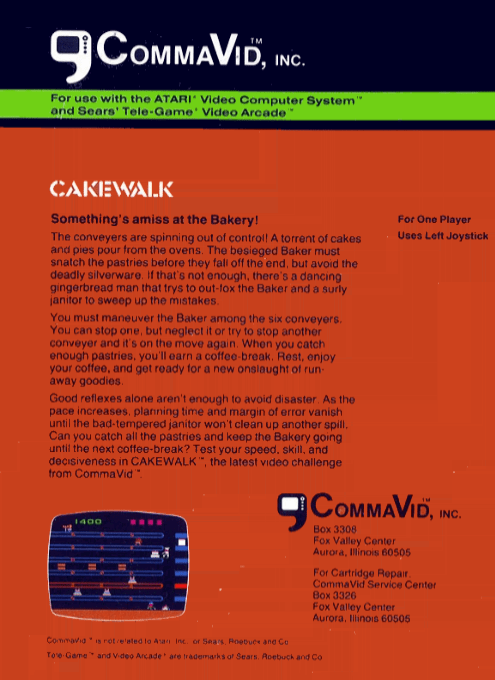 COMMAVID,™ INC.
For use with the ATARI® Video Computer System™
and Sears' Tele-Game® Video Arcade™
CAKEWALK
Something's amiss at the Bakery!
The conveyers are spinning out of control! A torrent of cakes
and pies pour from the ovens. The besieged Baker must
snatch the pastries before they fall off the end, but avoid the
deadly silverware. If that's not enough, there's a dancing
gingerbread man that trys to out-fox the Baker and a surly
janitor to sweep up the mistakes.
You must maneuver the Baker among the six conveyers.
You can stop one, but neglect it or try to stop another
conveyer and it's on the move again. When you catch
enough pastries, you'll earn a coffee-break. Rest, enjoy
your coffee, and get ready for a new onslaught of run-
away goodies.
Good reflexes alone aren't enough to avoid disaster. As the
pace increases, planning time and margin of error vanish
until the bad-tempered janitor won't clean up another spill.
Can you catch all the pastries and keep the Bakery going
until the next coffee-break? Test your speed, skill, and
decisiveness in CAKEWALK™, the latest video challenge
from CommaVid™.
For One Player
Uses Left Joystick
1400
COMMAVID,™ INC.
Box 3308
Fox Valley Center
Aurora, Illinois 60505
For Cartridge Repair,
CommaVid Service Center
Box 3326
Fox Valley Center
Aurora, Illinois 60505
CommaVid™ is not related to Atari, Inc., or Sears, Roebuck and Co.
Tele-Game™ and Video Arcade® are trademarks of Sears, Roebuck and Co.